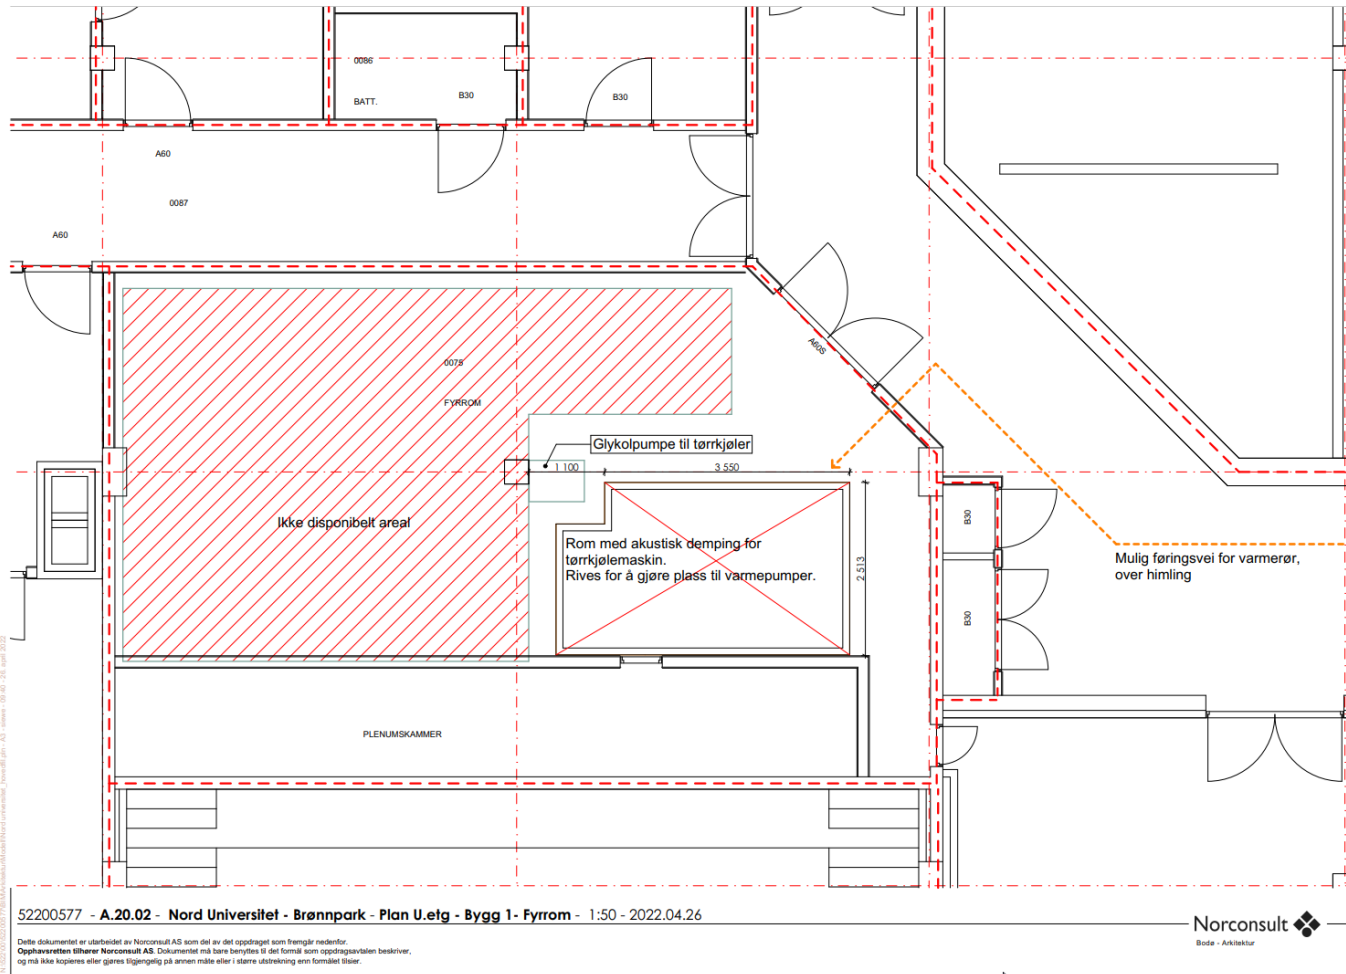 0086
BATT.
B30
B30
A60
0087
A60
A60S
0075
FYRROM
Glykolpumpe til tørrkjøler
1 100
3 550
Ikke disponibelt areal
Rom med akustisk demping for
tørrkjølemaskin.
Rives for å gjøre plass til varmepumper.
2 513
B30
B30
Mulig føringsvei for varmerør,
over himling
PLENUMSKAMMER
52200577 - A.20.02 - Nord Universitet - Brønnpark - Plan U.etg - Bygg 1- Fyrrom - 1:50 - 2022.04.26
Norconsult
Bodø - Arkitektur
Dette dokumentet er utarbeidet av Norconsult AS som del av det oppdraget som fremgår nedenfor.
Opphavsretten tilhører Norconsult AS. Dokumentet må bare benyttes til det formål som oppdragsavtalen beskriver,
og må ikke kopieres eller gjøres tilgjengelig på annen måte eller i større utstrekning enn formålet tilsier.